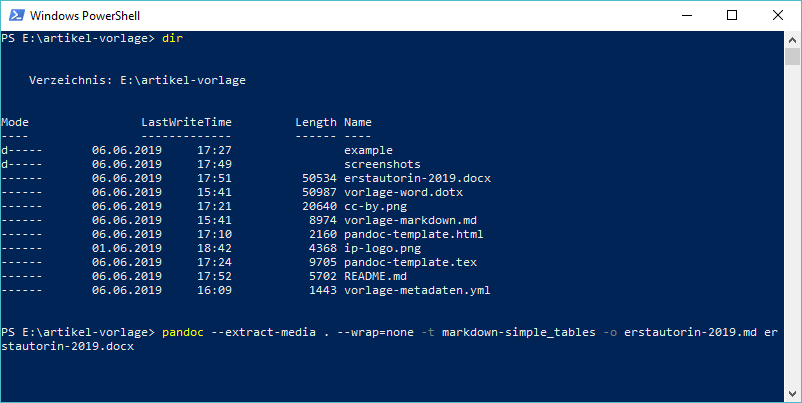 Windows PowerShell
PS E:\artikel-vorlage> dir
Verzeichnis: E:\artikel-vorlage
Mode                LastWriteTime         Length Name
----                -------------         ------ ----
d-----       06.06.2019     17:27                example
d-----       06.06.2019     17:49                screenshots
------       06.06.2019     17:51          50534 erstautorin-2019.docx
------       06.06.2019     15:41          50987 vorlage-word.dotx
------       06.06.2019     17:21          20640 cc-by.png
------       06.06.2019     15:41           8974 vorlage-markdown.md
------       06.06.2019     17:10           2160 pandoc-template.html
------       01.06.2019     18:42           4368 ip-logo.png
------       06.06.2019     17:24           9705 pandoc-template.tex
------       06.06.2019     17:52           5702 README.md
------       06.06.2019     16:09           1443 vorlage-metadaten.yml
PS E:\artikel-vorlage> pandoc --extract-media . --wrap=none -t markdown-simple_tables -o erstautorin-2019.md er
stautorin-2019.docx